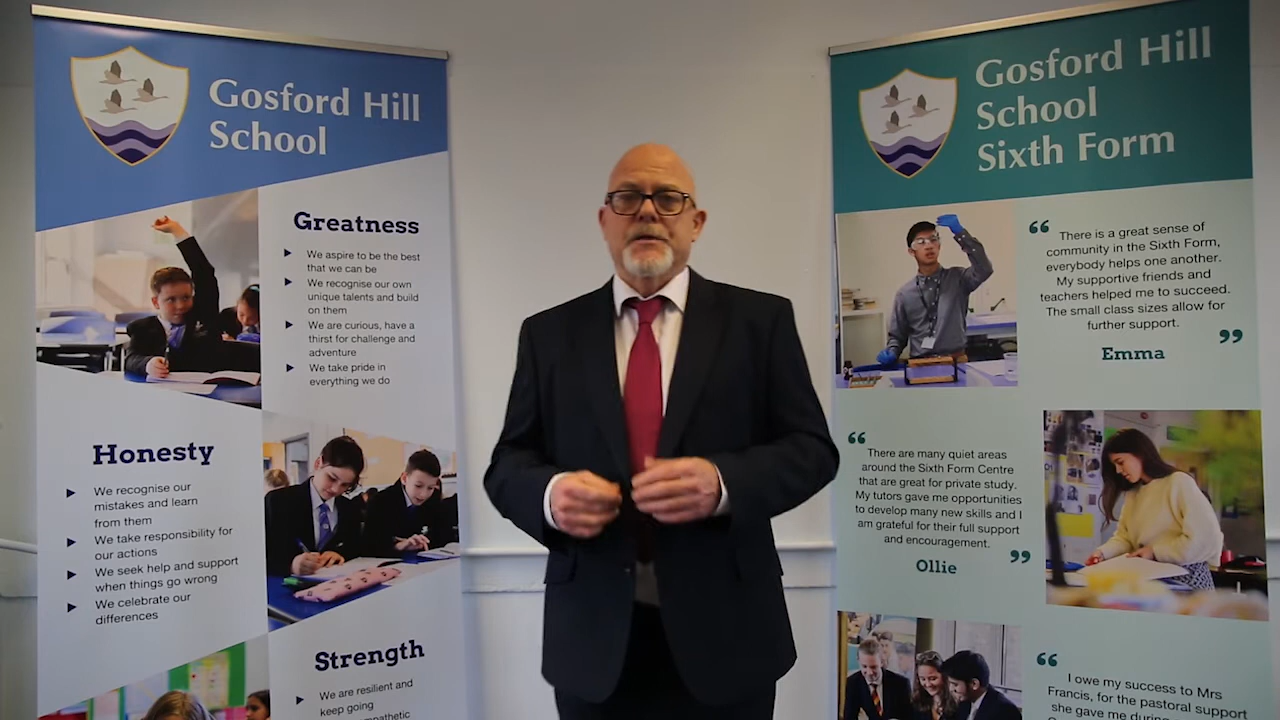 Gosford Hill
School
Greatness
We aspire to be the best
that we can be
We recognise our own
unique talents and build
on them
We are curious, have a
thirst for challenge and
adventure
We take pride in
everything we do
Honesty
We recognise our
mistakes and learn
from them
We take responsibility for
our actions
We seek help and support
when things go wrong
We celebrate our
differences
Strength
We are resilient and
keep going
Gosford Hill
School
Sixth Form
“ There is a great sense of
community in the Sixth Form,
everybody helps one another.
My supportive friends and
teachers helped me to succeed.
The small class sizes allow for
further support. ”
Emma
“ There are many quiet areas
around the Sixth Form Centre
that are great for private study.
My tutors gave me opportunities
to develop many new skills and I
am grateful for their full support
and encouragement. ”
Ollie
“ I owe my success to Mrs
Francis, for the pastoral support
she gave me during